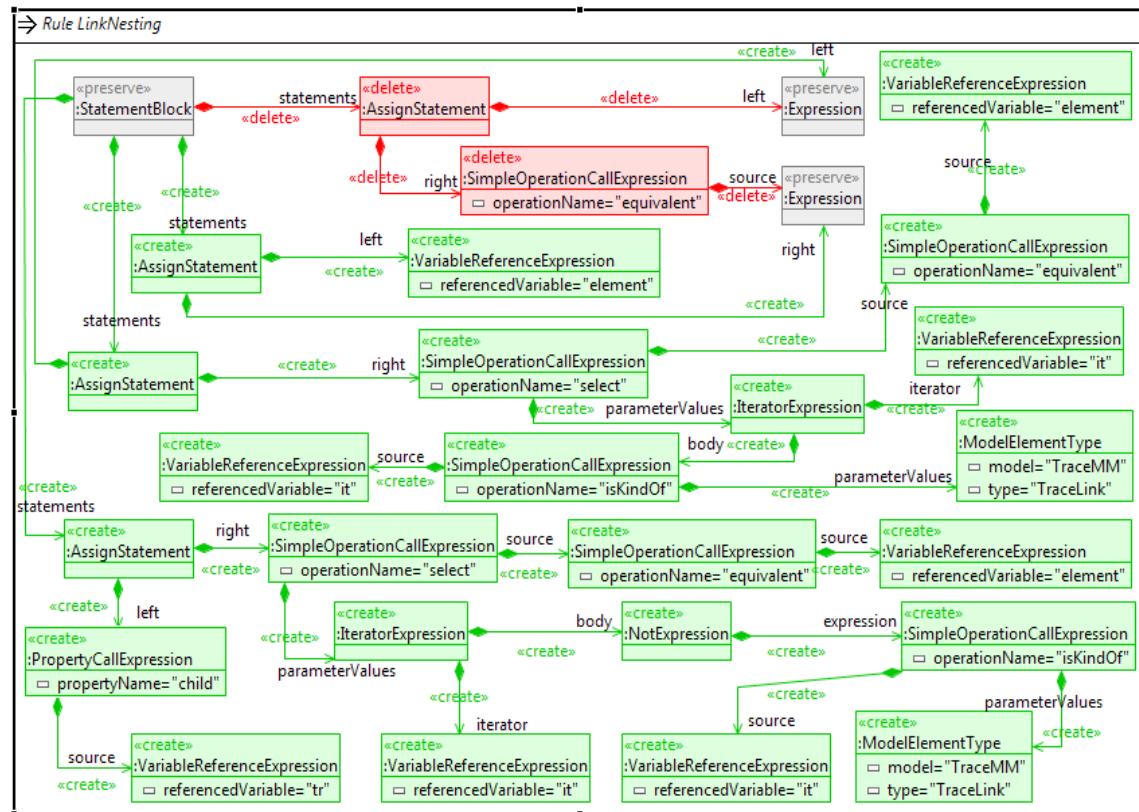 Rule LinkNesting
«create»
left
«preserve»
:StatementBlock
statements
«delete»
«delete»
:AssignStatement
«delete»
left
«preserve»
:Expression
«create»
:VariableReferenceExpression
referencedVariable="element"
«delete»
right
«delete»
:SimpleOperationCallExpression
operationName="equivalent"
source
«delete»
«preserve»
:Expression
source
«create»
«create»
«create»
statements
«create»
:AssignStatement
left
«create»
«create»
:VariableReferenceExpression
referencedVariable="element"
right
«create»
«create»
:SimpleOperationCallExpression
operationName="equivalent"
source
statements
«create»
:AssignStatement
right
«create»
«create»
:SimpleOperationCallExpression
operationName="select"
«create»
«create»
:VariableReferenceExpression
referencedVariable="it"
«create»
parameterValues
«create»
:IteratorExpression
iterator
«create»
body
«create»
«create»
:VariableReferenceExpression
referencedVariable="it"
source
«create»
«create»
:SimpleOperationCallExpression
operationName="isKindOf"
parameterValues
«create»
«create»
:ModelElementType
model="TraceMM"
type="TraceLink"
«create»
statements
«create»
:AssignStatement
right
«create»
«create»
:SimpleOperationCallExpression
operationName="select"
source
«create»
«create»
:SimpleOperationCallExpression
operationName="equivalent"
source
«create»
«create»
:VariableReferenceExpression
referencedVariable="element"
«create»
left
«create»
:PropertyCallExpression
propertyName="child"
«create»
parameterValues
«create»
:IteratorExpression
body
«create»
«create»
:NotExpression
expression
«create»
«create»
:SimpleOperationCallExpression
operationName="isKindOf"
source
«create»
«create»
:VariableReferenceExpression
referencedVariable="tr"
«create»
iterator
«create»
:VariableReferenceExpression
referencedVariable="it"
«create»
source
«create»
:VariableReferenceExpression
referencedVariable="it"
parameterValues
«create»
«create»
:ModelElementType
model="TraceMM"
type="TraceLink"